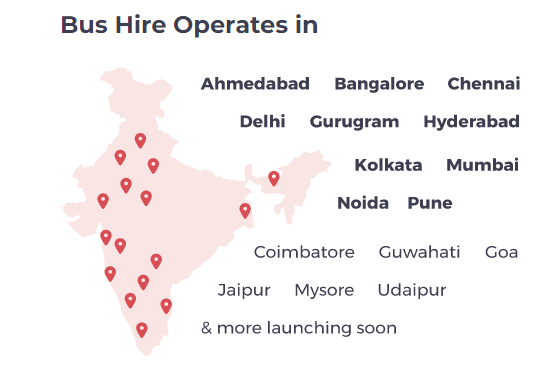 Bus Hire Operates in
Ahmedabad Bangalore Chennai
Delhi Gurugram Hyderabad
Kolkata Mumbai
Noida Pune
Coimbatore Guwahati Goa
Jaipur Mysore Udaipur
& more launching soon